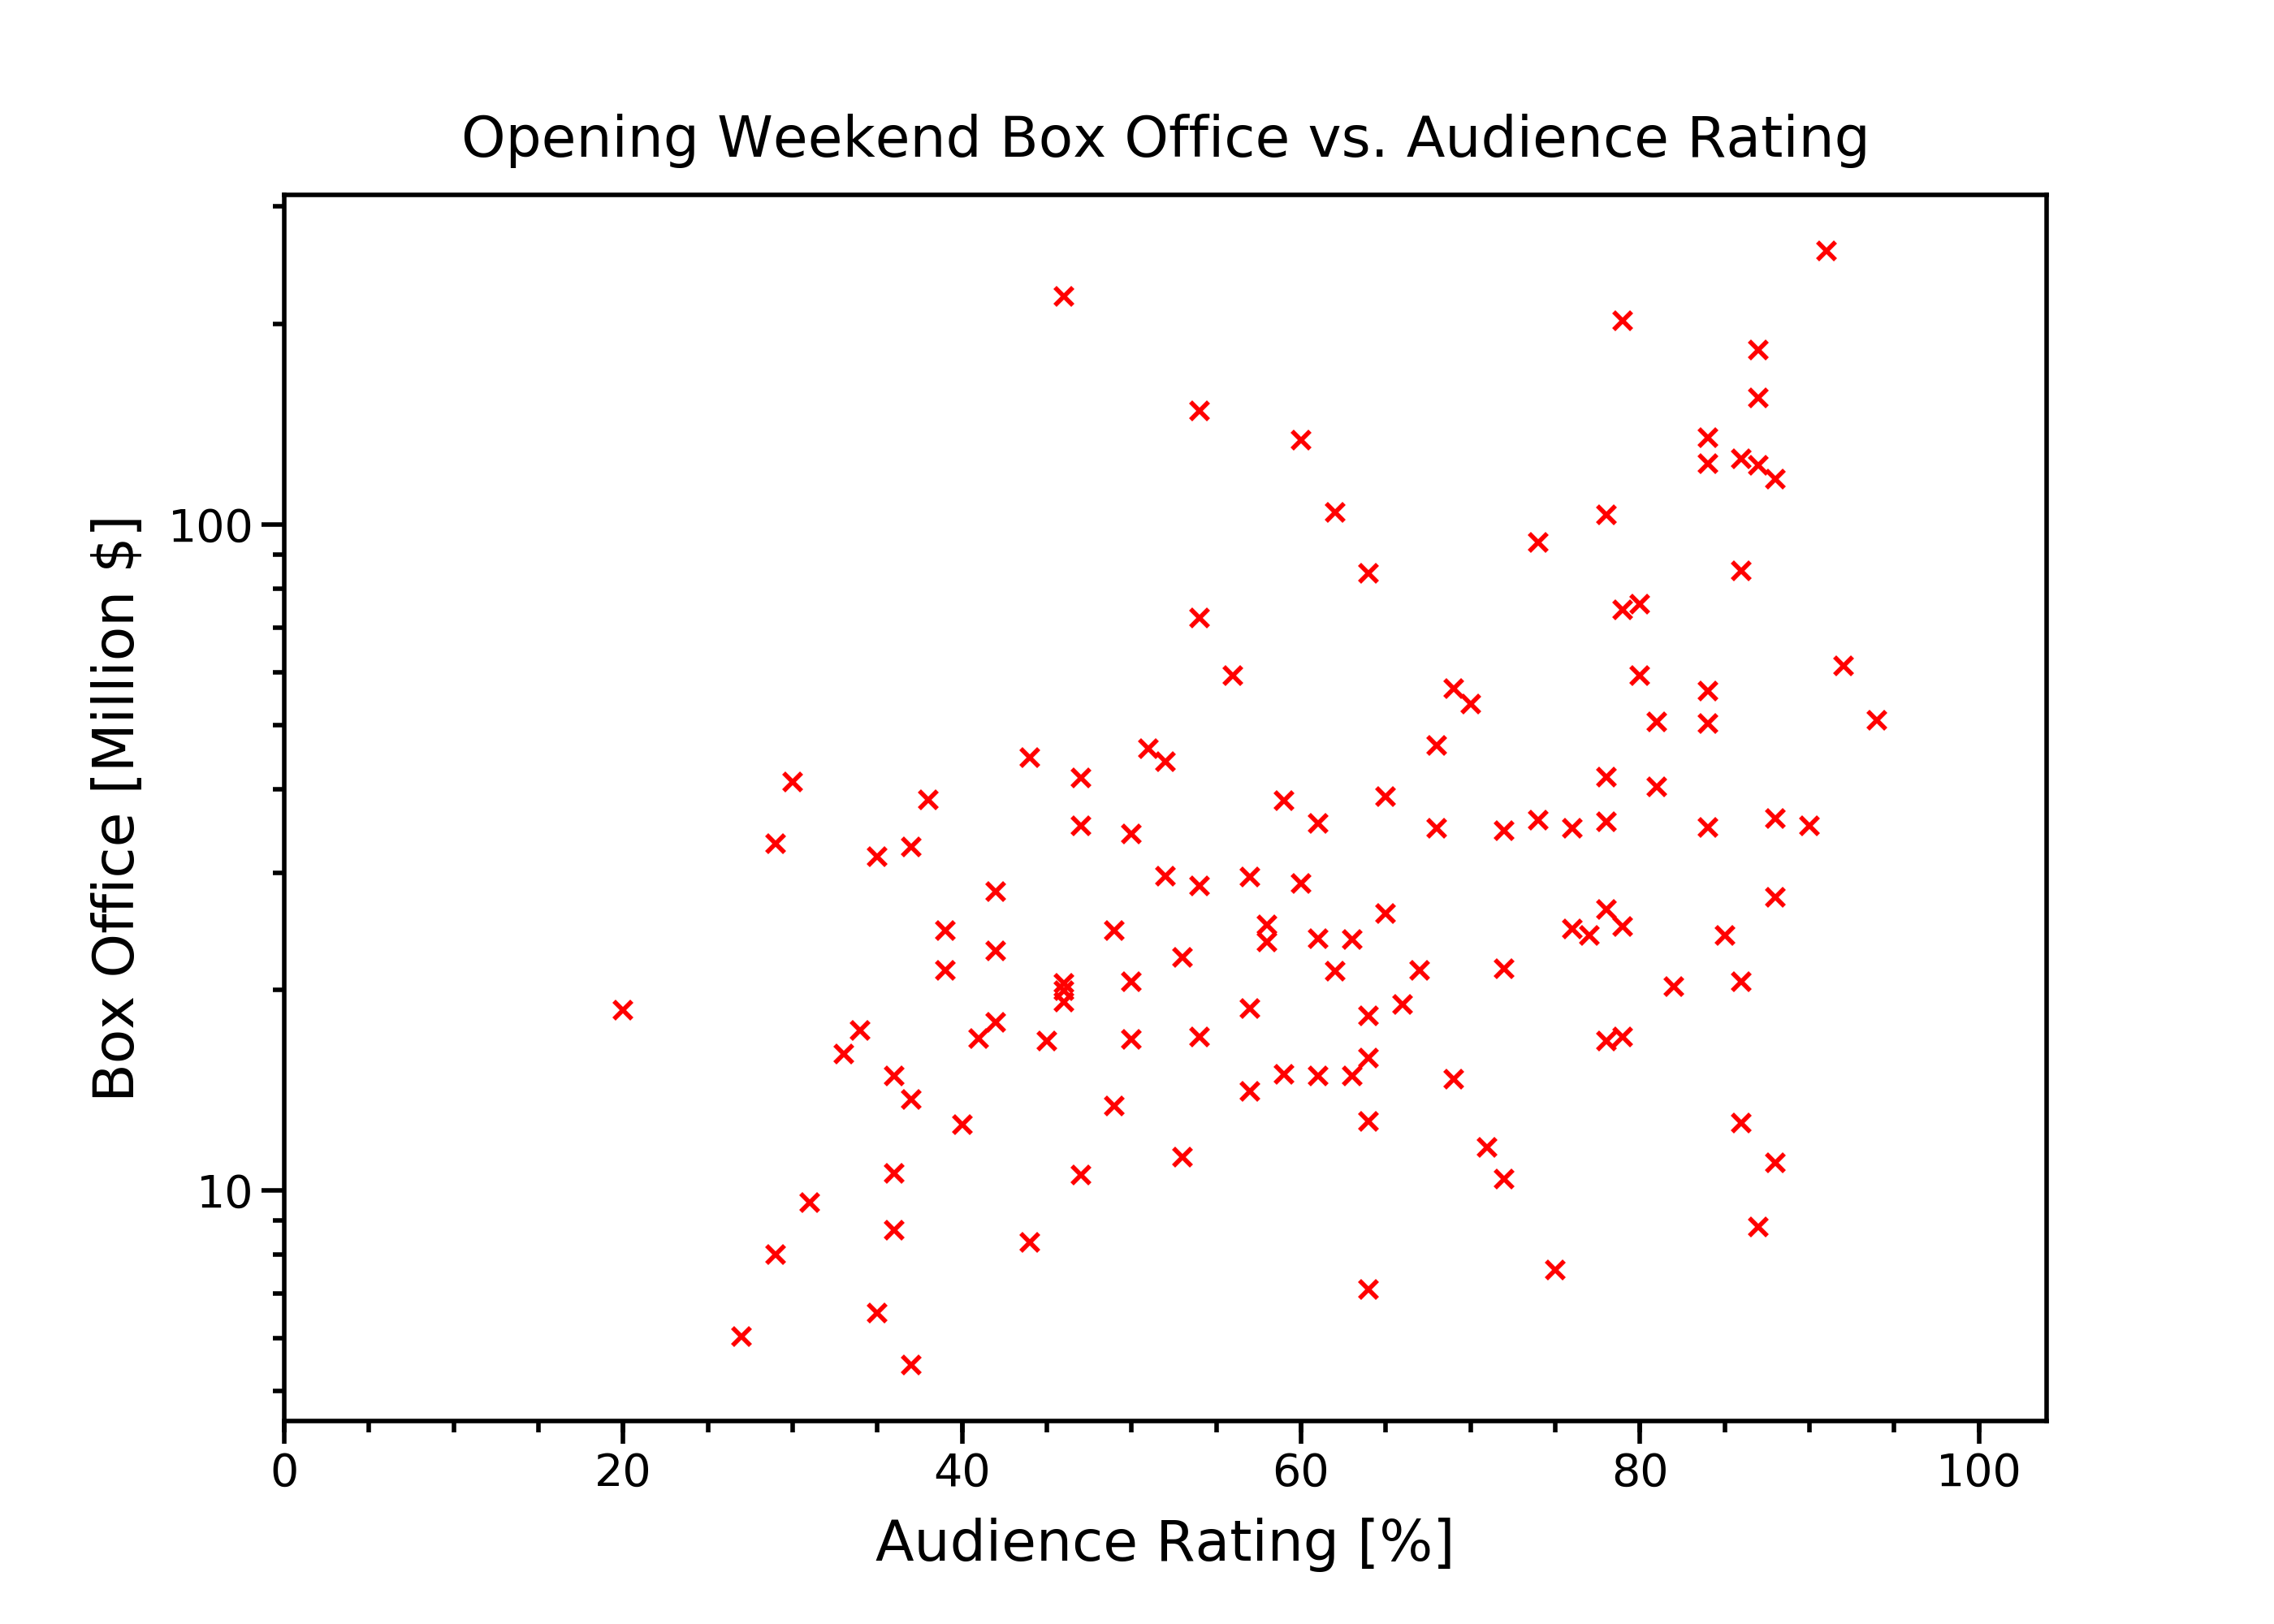 Opening Weekend Box Office vs. Audience Rating
Box Office [Million $]
100
10
0 20 40 60 80 100
Audience Rating [%]